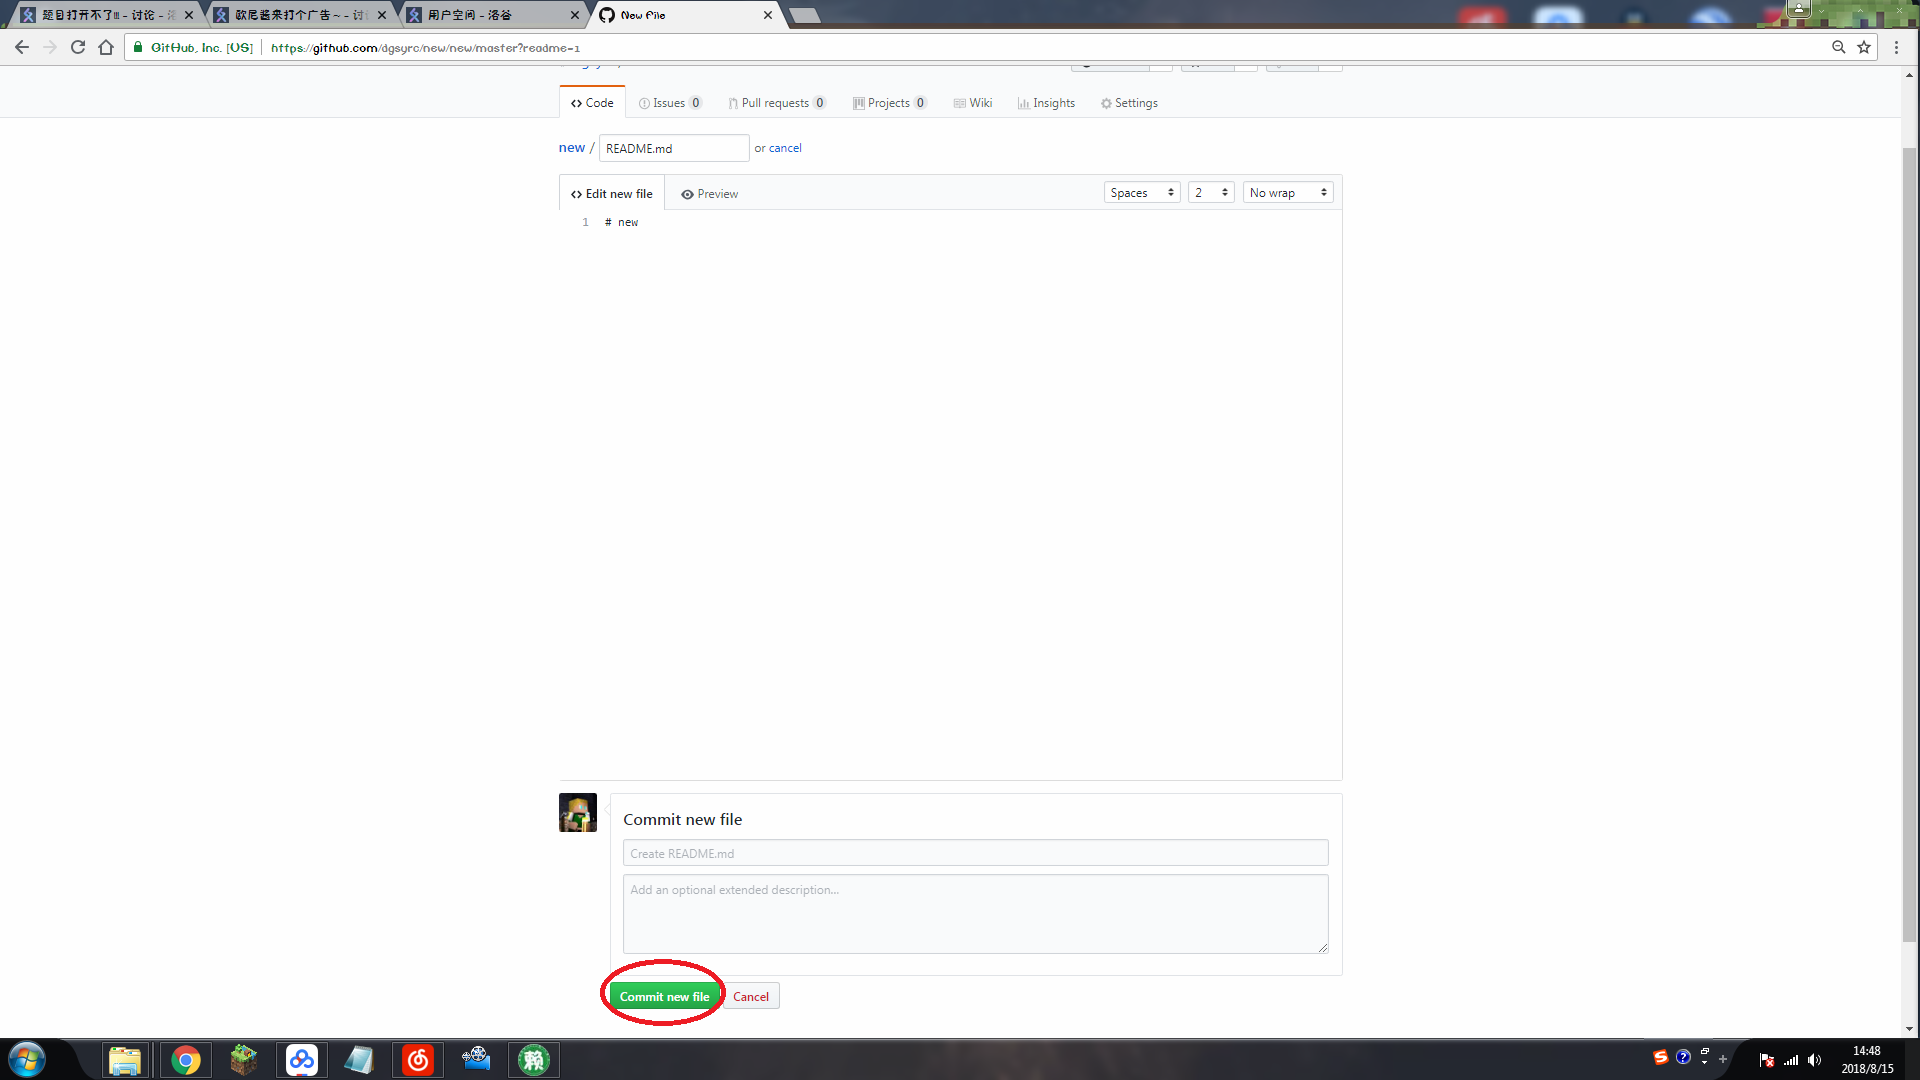 题目打开不了!!! - 讨论 - 洛
欧尼酱来打个广告~ - 讨
用户空间 - 洛谷
New File
GitHub, Inc. [US]
https://github.com/dgsyrc/new/new/master?readme=1
Code
Issues 0
Pull requests 0
Projects 0
Wiki
Insights
Settings
new / README.md or cancel
Edit new file
Preview
Spaces
2
No wrap
1 # new
Commit new file
Create README.md
Add an optional extended description...
Commit new file
Cancel
赖
14:48
2018/8/15